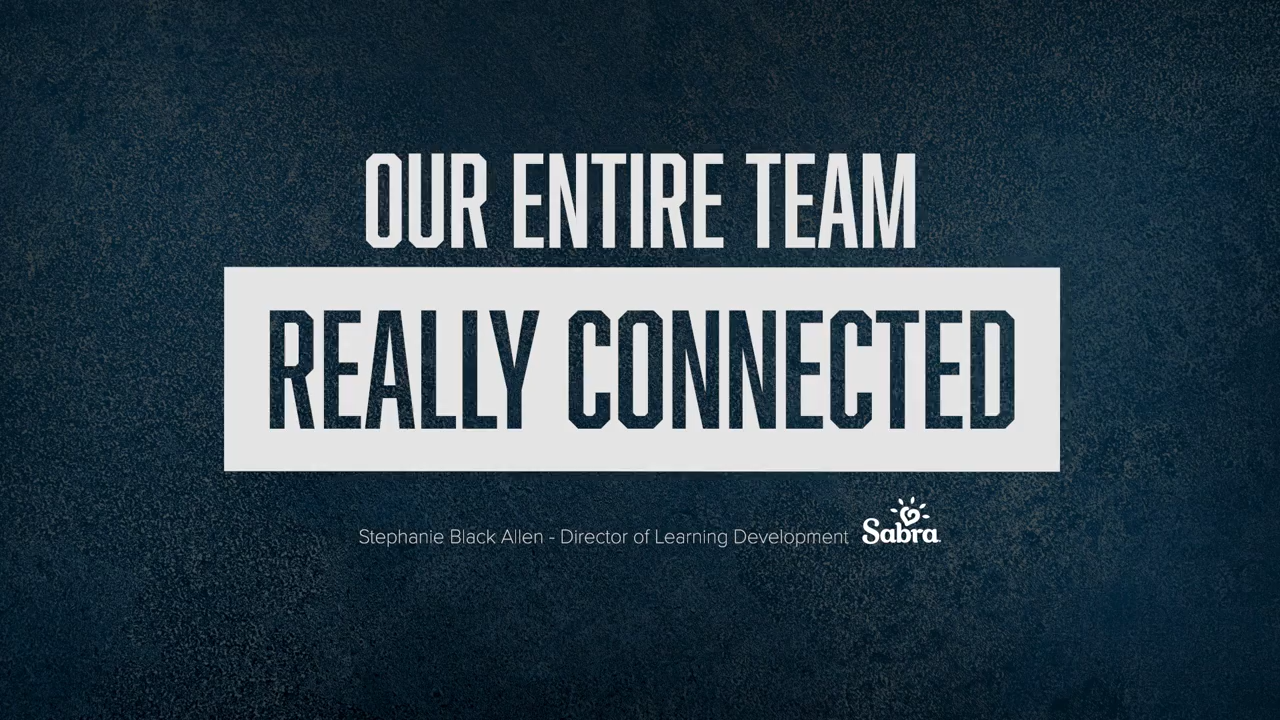 OUR ENTIRE TEAM
REALLY CONNECTED
Stephanie Black Allen - Director of Learning Development Sabra